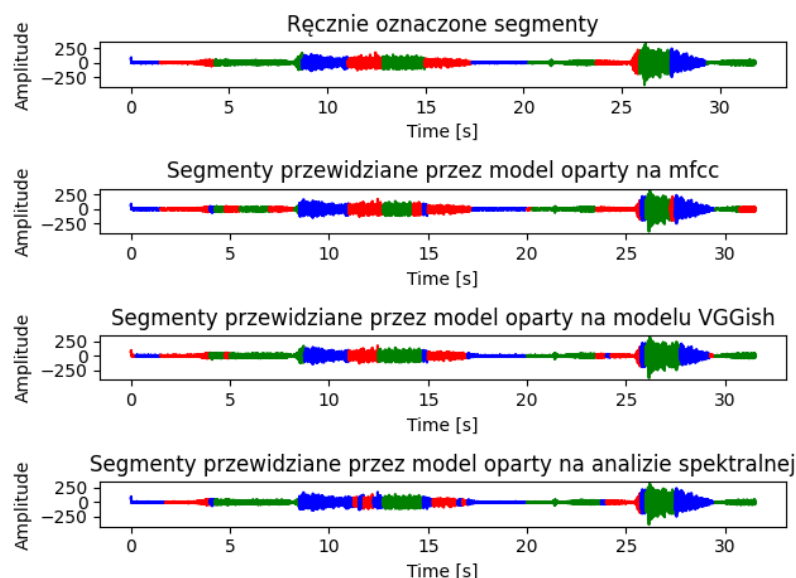 Ręcznie oznaczone segmenty
Amplitude
250
0
−250
0 5 10 15 20 25 30
Time [s]
Segmenty przewidziane przez model oparty na mfcc
Amplitude
250
0
−250
0 5 10 15 20 25 30
Time [s]
Segmenty przewidziane przez model oparty na modelu VGGish
Amplitude
250
0
−250
0 5 10 15 20 25 30
Time [s]
Segmenty przewidziane przez model oparty na analizie spektralnej
Amplitude
250
0
−250
0 5 10 15 20 25 30
Time [s]